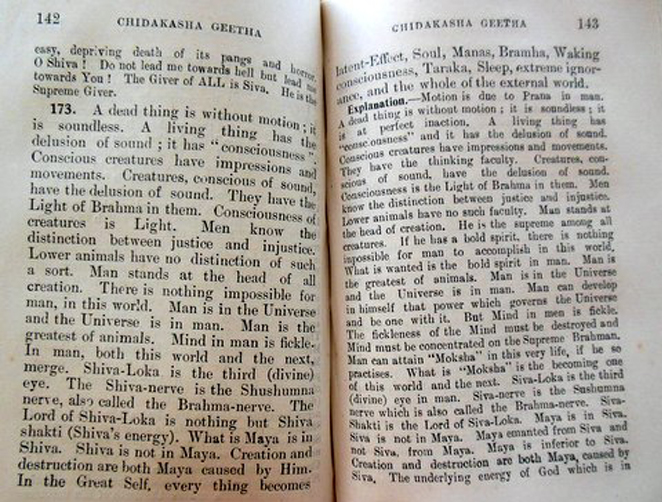 142
CHIDAKASHA GEETHA
easy, depriving death of its pangs and horror.
O Shiva! Do not lead me towards hell but lead me
towards You! The Giver of ALL is Siva. He is the
Supreme Giver.
173. A dead thing is without motion; it
is soundless. A living thing has the
delusion of sound; it has "consciousness".
Conscious creatures have impressions and
movements. Creatures, conscious of sound,
have the delusion of sound. They have the
Light of Brahma in them. Consciousness of
creatures is Light. Men know the
distinction between justice and injustice.
Lower animals have no distinction of such
a sort. Man stands at the head of all
creation. There is nothing impossible for
man, in this world. Man is in the Universe
and the Universe is in man. Man is the
greatest of animals. Mind in man is fickle.
In man, both this world and the next,
merge. Shiva-Loka is the third (divine)
eye. The Shiva-nerve is the Shushumna
nerve, also called the Brahma-nerve. The
Lord of Shiva-Loka is nothing but Shiva
shakti (Shiva's energy). What is Maya is in
Shiva. Shiva is not in Maya. Creation and
destruction are both Maya caused by Him.
In the Great Self, every thing becomes
CHIDAKASHA GEETHA
143
latent-Effect, Soul, Manas, Bramha, Waking
consciousness, Taraka, Sleep, extreme ignor-
ance, and the whole of the external world.
Explanation.—Motion is due to Prana in man.
A dead thing is without motion; it is soundless; it
is at perfect inaction. A living thing has
"consciousness" and it has the delusion of sound.
Conscious creatures have impressions and movements.
They have the thinking faculty. Creatures, con-
scious of sound, have the delusion of sound.
Consciousness is the Light of Brahma in them. Men
know the distinction between justice and injustice.
Lower animals have no such faculty. Man stands at
the head of creation. He is the supreme among all
creatures. If he has a bold spirit, there is nothing
impossible for man to accomplish in this world.
What is wanted is the bold spirit in man. Man is
the greatest of animals. Man is in the Universe
and the Universe is in man. Man can develop
in himself that power which governs the Universe
and be one with it. But Mind in men is fickle.
The fickleness of the Mind must be destroyed and
Mind must be concentrated on the Supreme Brahman.
Man can attain "Moksha" in this very life, if he so
practises. What is "Moksha" is the becoming one
of this world and the next. Siva-Loka is the third
(divine) eye in man. Siva-nerve is the Sushumna
nerve which is also called the Brahma-nerve. Siva-
Shakti is the Lord of Siva-Loka. Maya is in Siva.
Siva is not in Maya. Maya emanted from Siva and
not Siva, from Maya. Maya is inferior to Siva.
Creation and destruction are both Maya, caused by
Siva. The underlying energy of God which is in